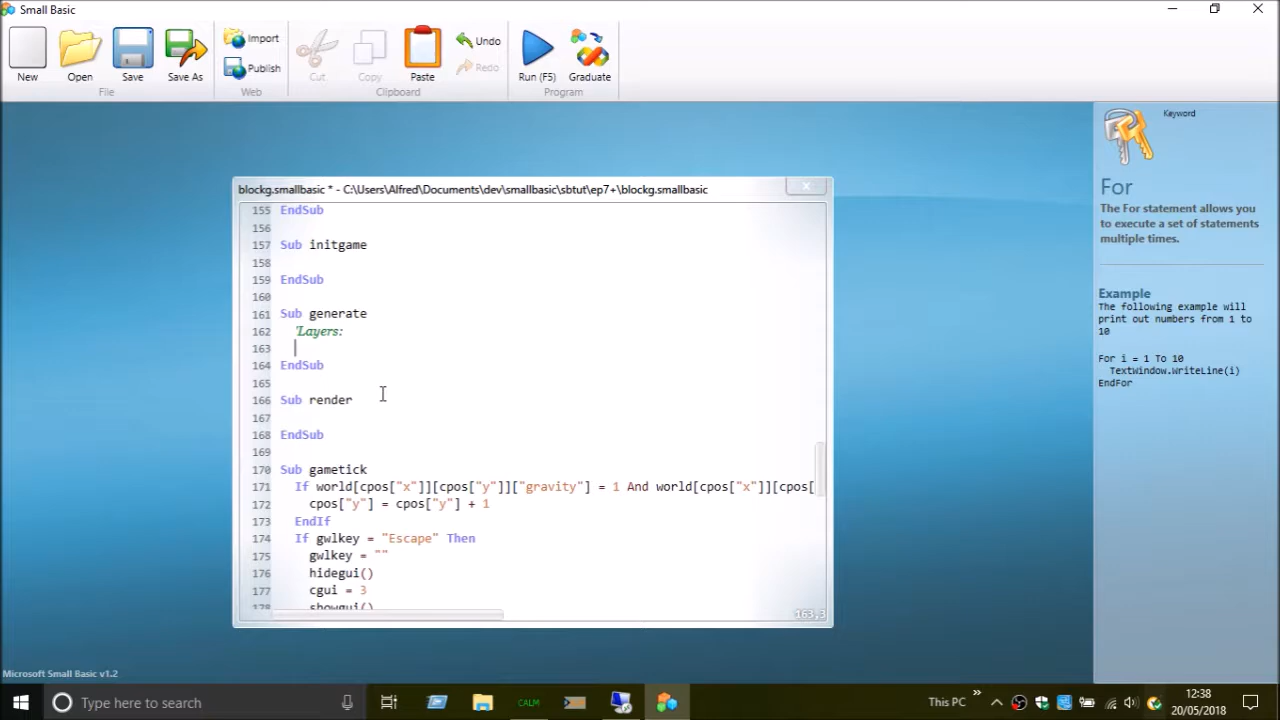 Small Basic
New
Open
Save
Save As
File
Import
Publish
Web
Cut
Copy
Paste
Undo
Redo
Clipboard
Run (F5)
Graduate
Program
blockg.smallbasic * - C:\Users\Alfred\Documents\dev\smallbasic\sbtut\ep7+\blockg.smallbasic
155 EndSub
156
157 Sub initgame
158
159 EndSub
160
161 Sub generate
162 'Layers:
163
164 EndSub
165
166 Sub render
167
168 EndSub
169
170 Sub gametick
171 If world[cpos["x"]][cpos["y"]]["gravity"] = 1 And world[cpos["x"]][cpos[
172 cpos["y"] = cpos["y"] + 1
173 EndIf
174 If gwlkey = "Escape" Then
175 gwlkey = ""
176 hidegui()
177 cgui = 3
178 showgui()
163,3
Keyword
For
The For statement allows you
to execute a set of statements
multiple times.
Example
The following example will
print out numbers from 1 to
10
For i = 1 To 10
TextWindow.WriteLine(i)
EndFor
Microsoft Small Basic v1.2
Type here to search
CALM
This PC
12:38
20/05/2018